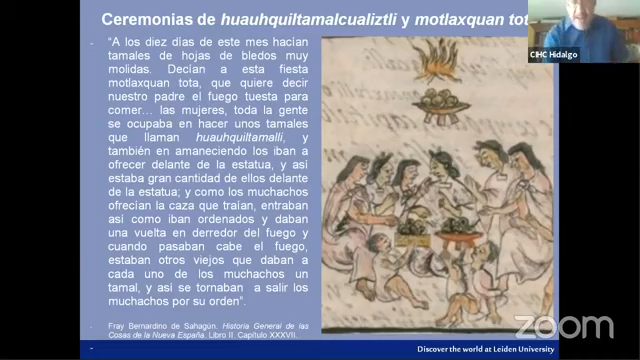 Ceremonias de huauhquiltamalcualiztli y motlaxquan tot
- "A los diez días de este mes hacían
tamales de hojas de bledos muy
molidas. Decían a esta fiesta
motlaxquan tota, que quiere decir
nuestro padre el fuego tuesta para
comer… las mujeres, toda la gente
se ocupaba en hacer unos tamales
que llaman huauhquiltamalli, y
también en amaneciendo los iban a
ofrecer delante de la estatua, y así
estaba gran cantidad de ellos delante
de la estatua; y como los muchachos
ofrecían la caza que traían, entraban
así como iban ordenados y daban
una vuelta en derredor del fuego y
cuando pasaban cabe el fuego,
estaban otros viejos que daban a
cada uno de los muchachos un
tamal, y así se tornaban a salir los
muchachos por su orden".
- Fray Bernardino de Sahagún. Historia General de las
Cosas de la Nueva España. Libro II. Capítulo XXXVII.
CIHC Hidalgo
zoom
- Discover the world at Leiden University